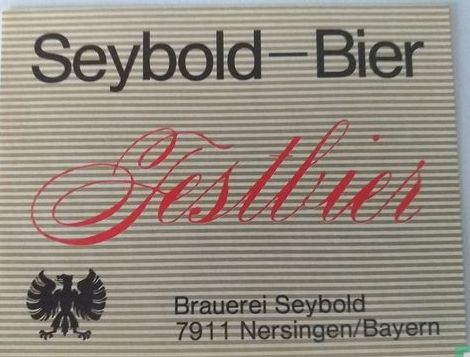 Seybold–Bier
Festbier
Brauerei Seybold
7911 Nersingen/Bayern